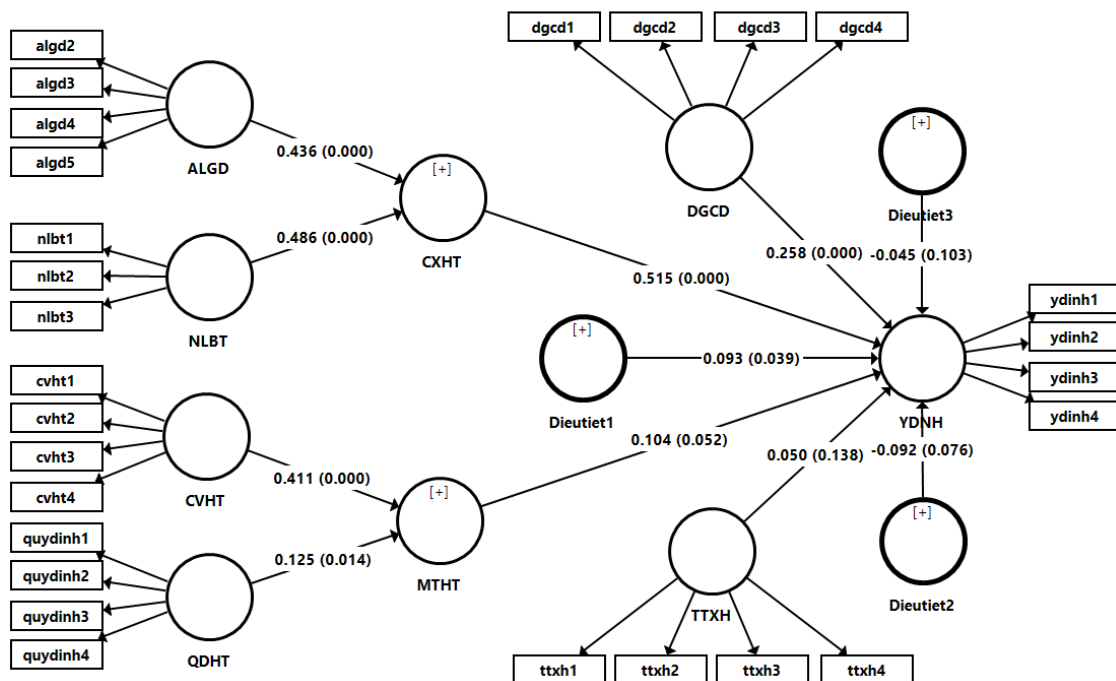 dgcd1
dgcd2
dgcd3
dgcd4
algd2
algd3
algd4
algd5
ALGD
0.436 (0.000)
[+]
CXHT
DGCD
[+]
Dieutiet3
nlbt1
nlbt2
nlbt3
NLBT
0.486 (0.000)
0.515 (0.000)
0.258 (0.000)
-0.045 (0.103)
[+]
Dieutiet1
0.093 (0.039)
YDNH
ydinh1
ydinh2
ydinh3
ydinh4
cvht1
cvht2
cvht3
cvht4
CVHT
0.411 (0.000)
[+]
MTHT
0.104 (0.052)
0.050 (0.138)
-0.092 (0.076)
quydinh1
quydinh2
quydinh3
quydinh4
QDHT
0.125 (0.014)
TTXH
[+]
Dieutiet2
ttxh1
ttxh2
ttxh3
ttxh4